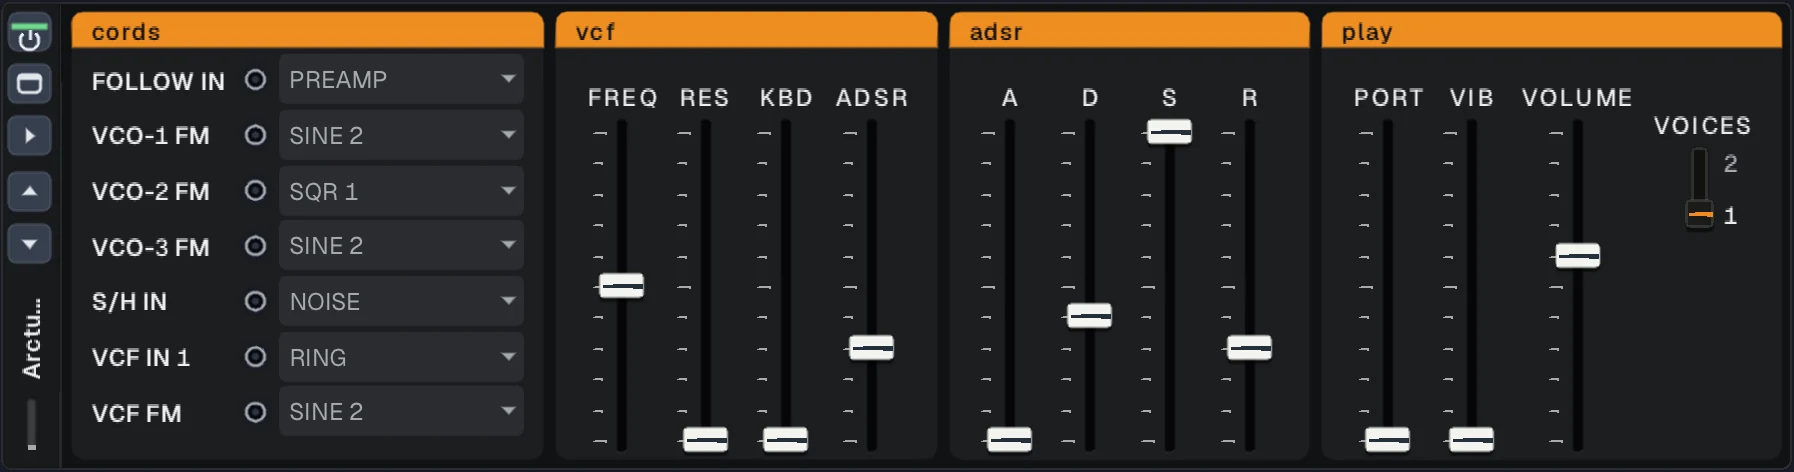 cords
FOLLOW IN PREAMP
VCO-1 FM SINE 2
VCO-2 FM SQR 1
VCO-3 FM SINE 2
S/H IN NOISE
VCF IN 1 RING
VCF FM SINE 2
vcf
FREQ RES KBD ADSR
adsr
A D S R
play
PORT VIB VOLUME
VOICES
2
1
Arctu...